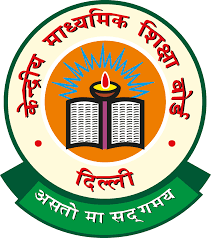 केन्द्रीय माध्यमिक शिक्षा बोर्ड
दिल्ली
असतो मा सद्गमय